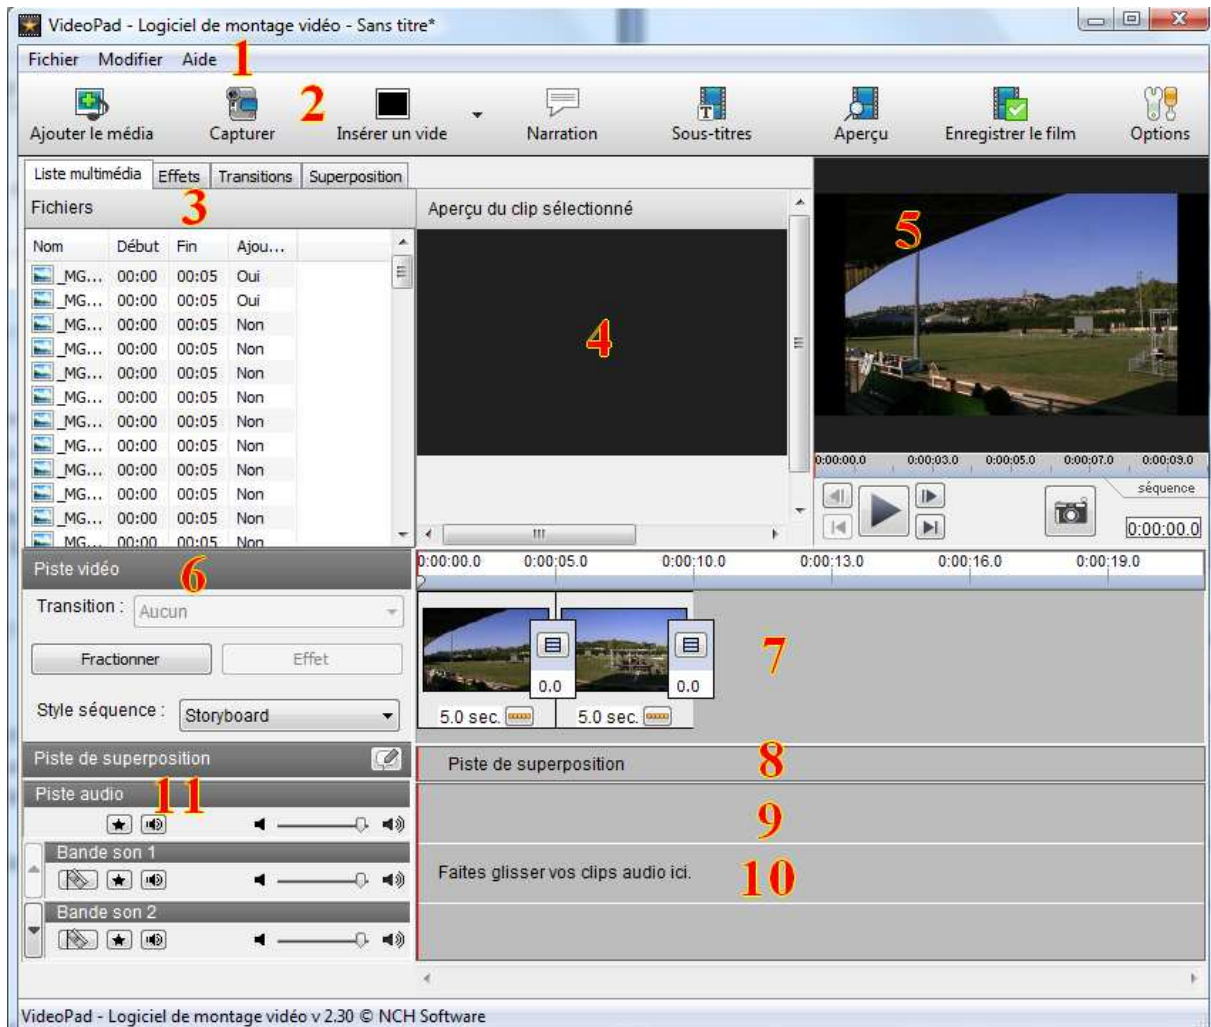 VideoPad - Logiciel de montage vidéo - Sans titre*
Fichier Modifier Aide
1
2
Ajouter le média Capturer Insérer un vide Narration Sous-titres Aperçu Enregistrer le film Options
Liste multimédia Effets Transitions Superposition
Fichiers
3
Aperçu du clip sélectionné
5
Nom Début Fin Ajou...
_MG... 00:00 00:05 Oui
_MG... 00:00 00:05 Oui
_MG... 00:00 00:05 Non
_MG... 00:00 00:05 Non
_MG... 00:00 00:05 Non
_MG... 00:00 00:05 Non
_MG... 00:00 00:05 Non
_MG... 00:00 00:05 Non
_MG... 00:00 00:05 Non
_MG... 00:00 00:05 Non
_MG... 00:00 00:05 Non
_MG... 00:00 00:05 Non
4
0:00:00.0 0:00:03.0 0:00:05.0 0:00:07.0 0:00:09.0
séquence
0:00:00.0
Piste vidéo
6
0:00:00.0 0:00:05.0 0:00:10.0 0:00:13.0 0:00:16.0 0:00:19.0
Transition : Aucun
Fractionner Effet
Style séquence : Storyboard
0.0 0.0
5.0 sec. 5.0 sec.
7
Piste de superposition
Piste de superposition
8
Piste audio
11
9
Bande son 1
Faites glisser vos clips audio ici.
10
Bande son 2
VideoPad - Logiciel de montage vidéo v 2.30 © NCH Software